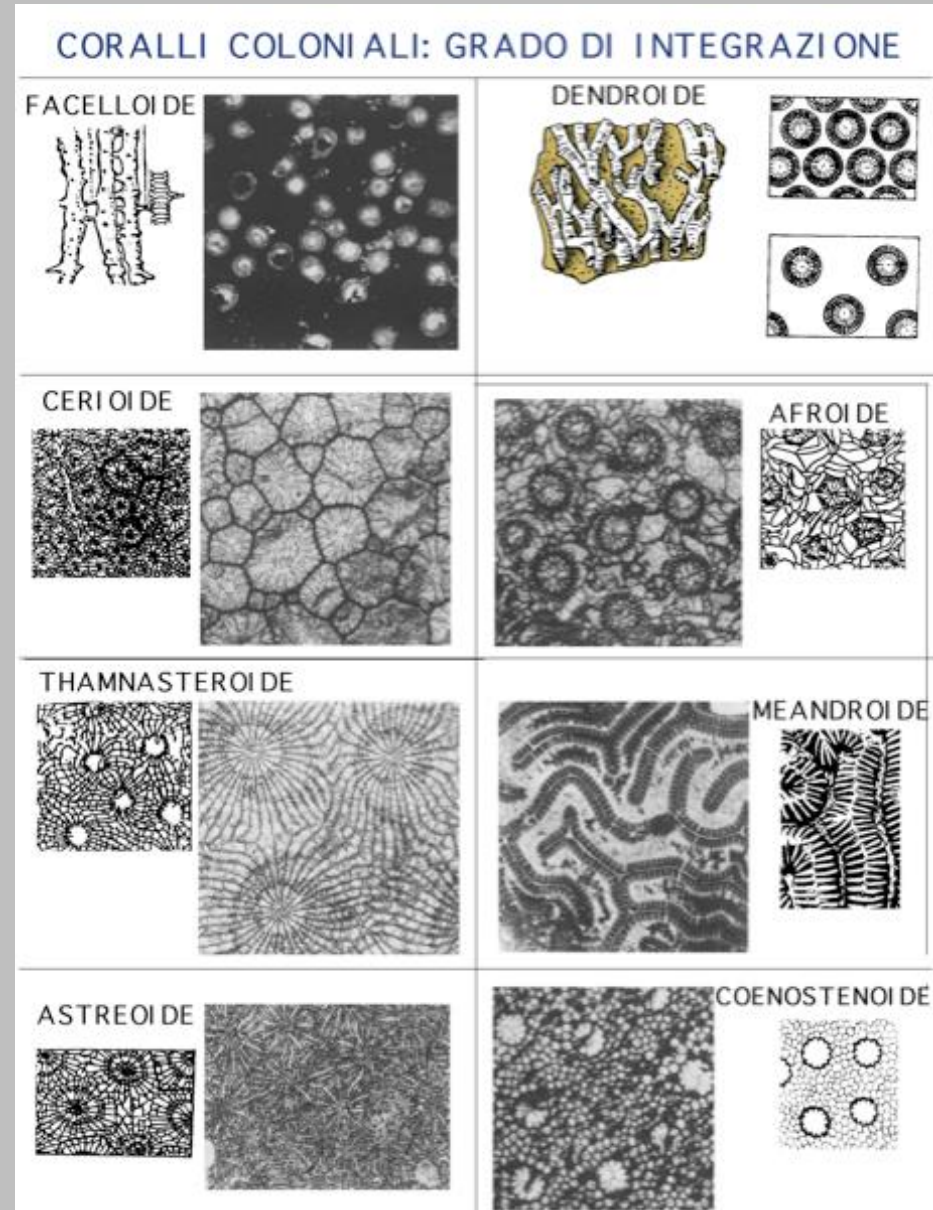 CORALLI COLONIALI: GRADO DI INTEGRAZIONE
FACELLOIDE
DENDROIDE
CERIOIDE
AFROIDE
THAMNASTEROIDE
MEANDROIDE
ASTREOIDE
COENOSTENOIDE